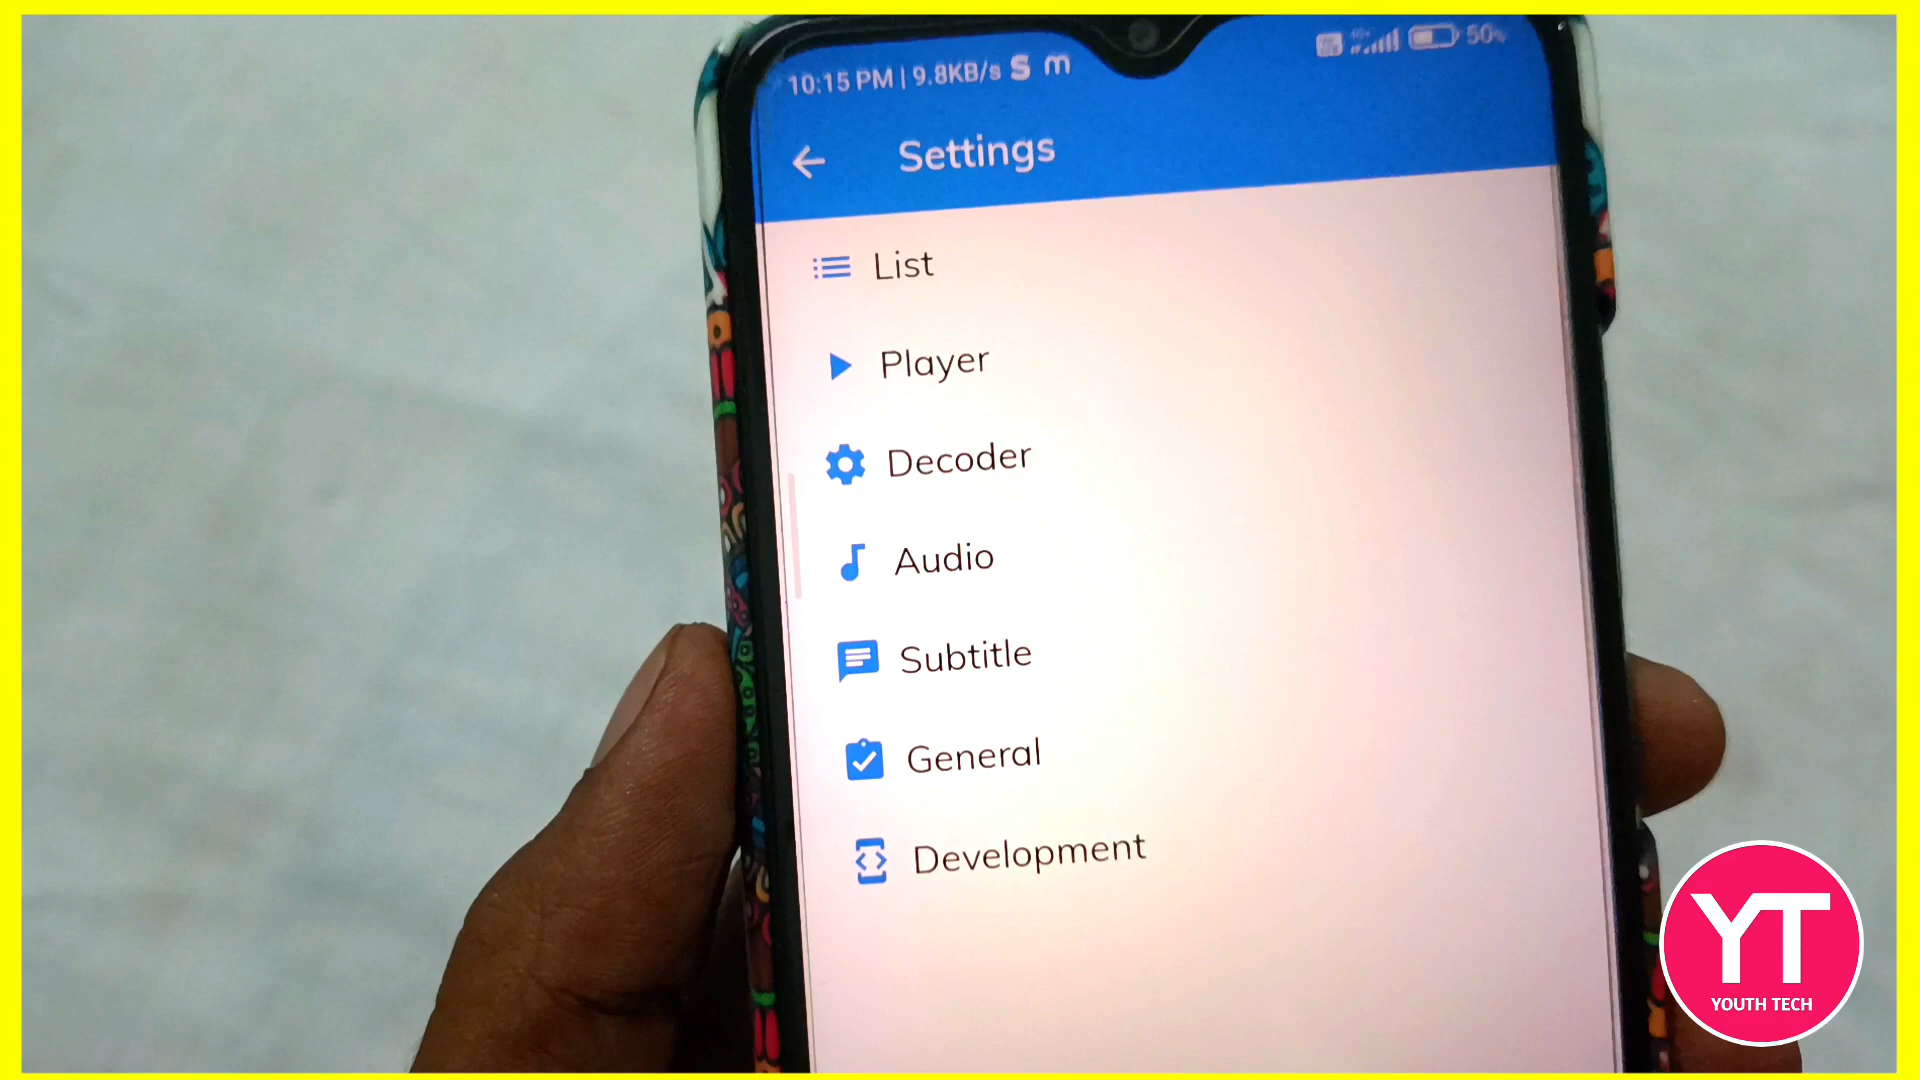 10:15 PM | 9.8KB/s S m 50%
Settings
List
Player
Decoder
Audio
Subtitle
General
Development
YT
YOUTH TECH